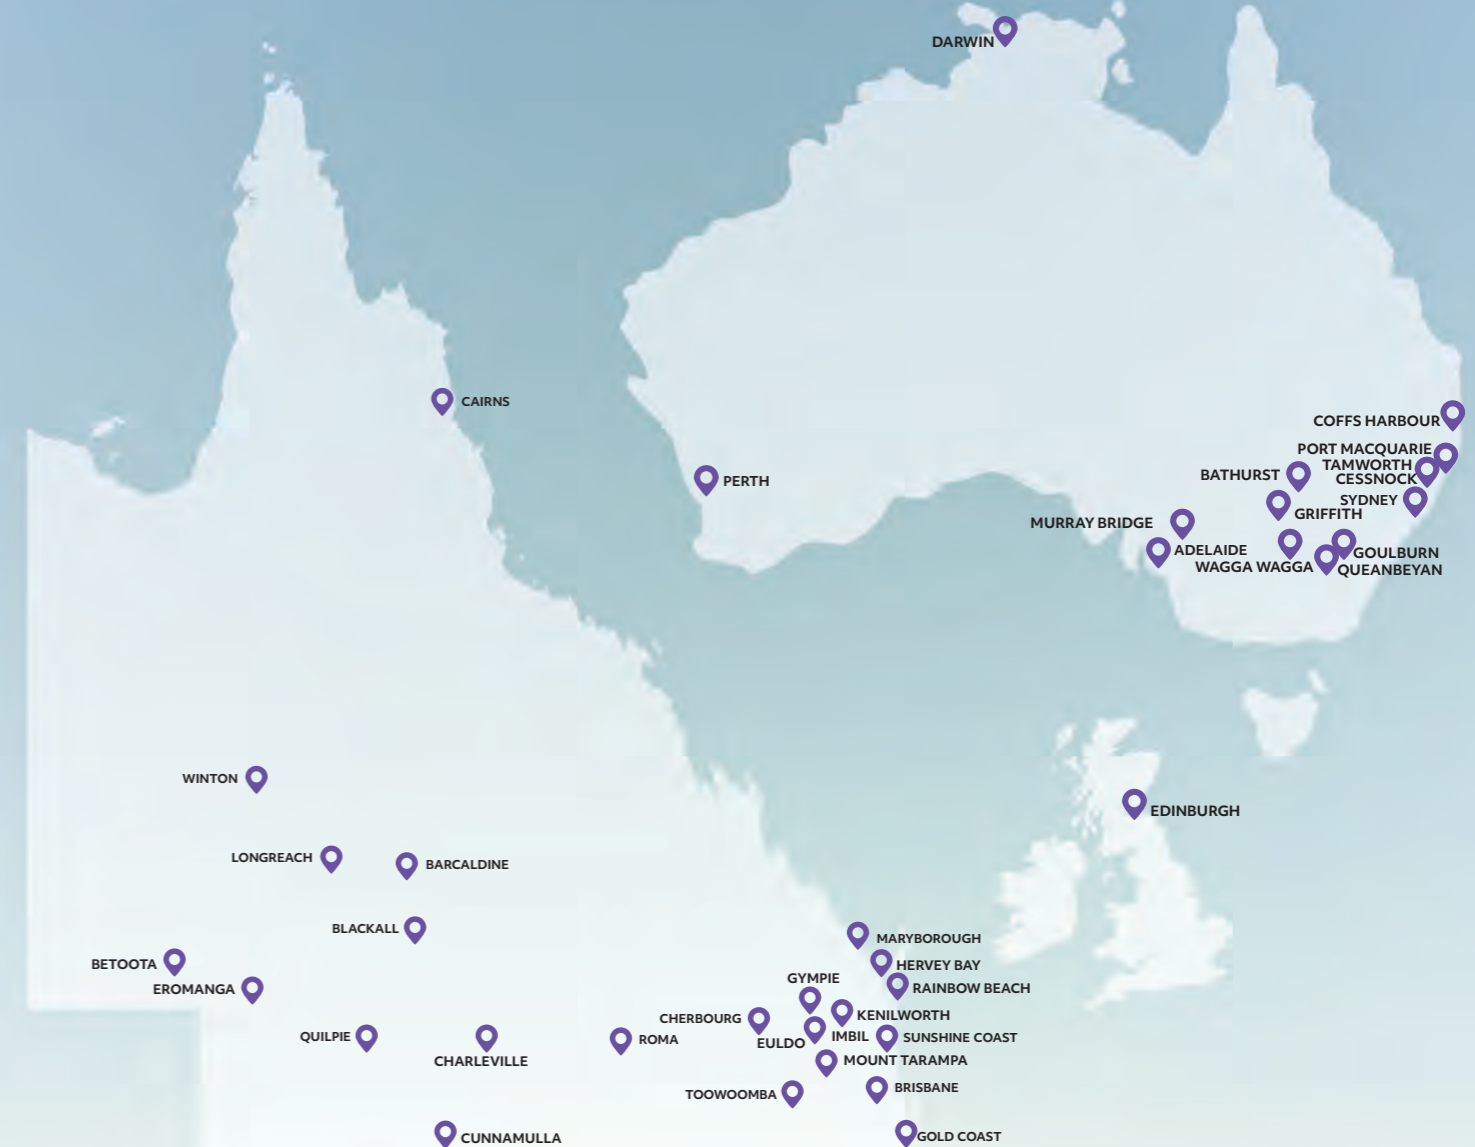 DARWIN
CAIRNS
COFFS HARBOUR
PORT MACQUARIE
TAMWORTH
BATHURST
CESSNOCK
PERTH
SYDNEY
GRIFFITH
MURRAY BRIDGE
ADELAIDE
GOULBURN
WAGGA WAGGA
QUEANBEYAN
WINTON
EDINBURGH
LONGREACH
BARCALDINE
BLACKALL
MARYBOROUGH
BETOOTA
HERVEY BAY
GYMPIE
EROMANGA
RAINBOW BEACH
KENILWORTH
CHERBOURG
QUILPIE
IMBIL
SUNSHINE COAST
ROMA
EULDO
CHARLEVILLE
MOUNT TARAMPA
BRISBANE
TOOWOOMBA
CUNNAMULLA
GOLD COAST